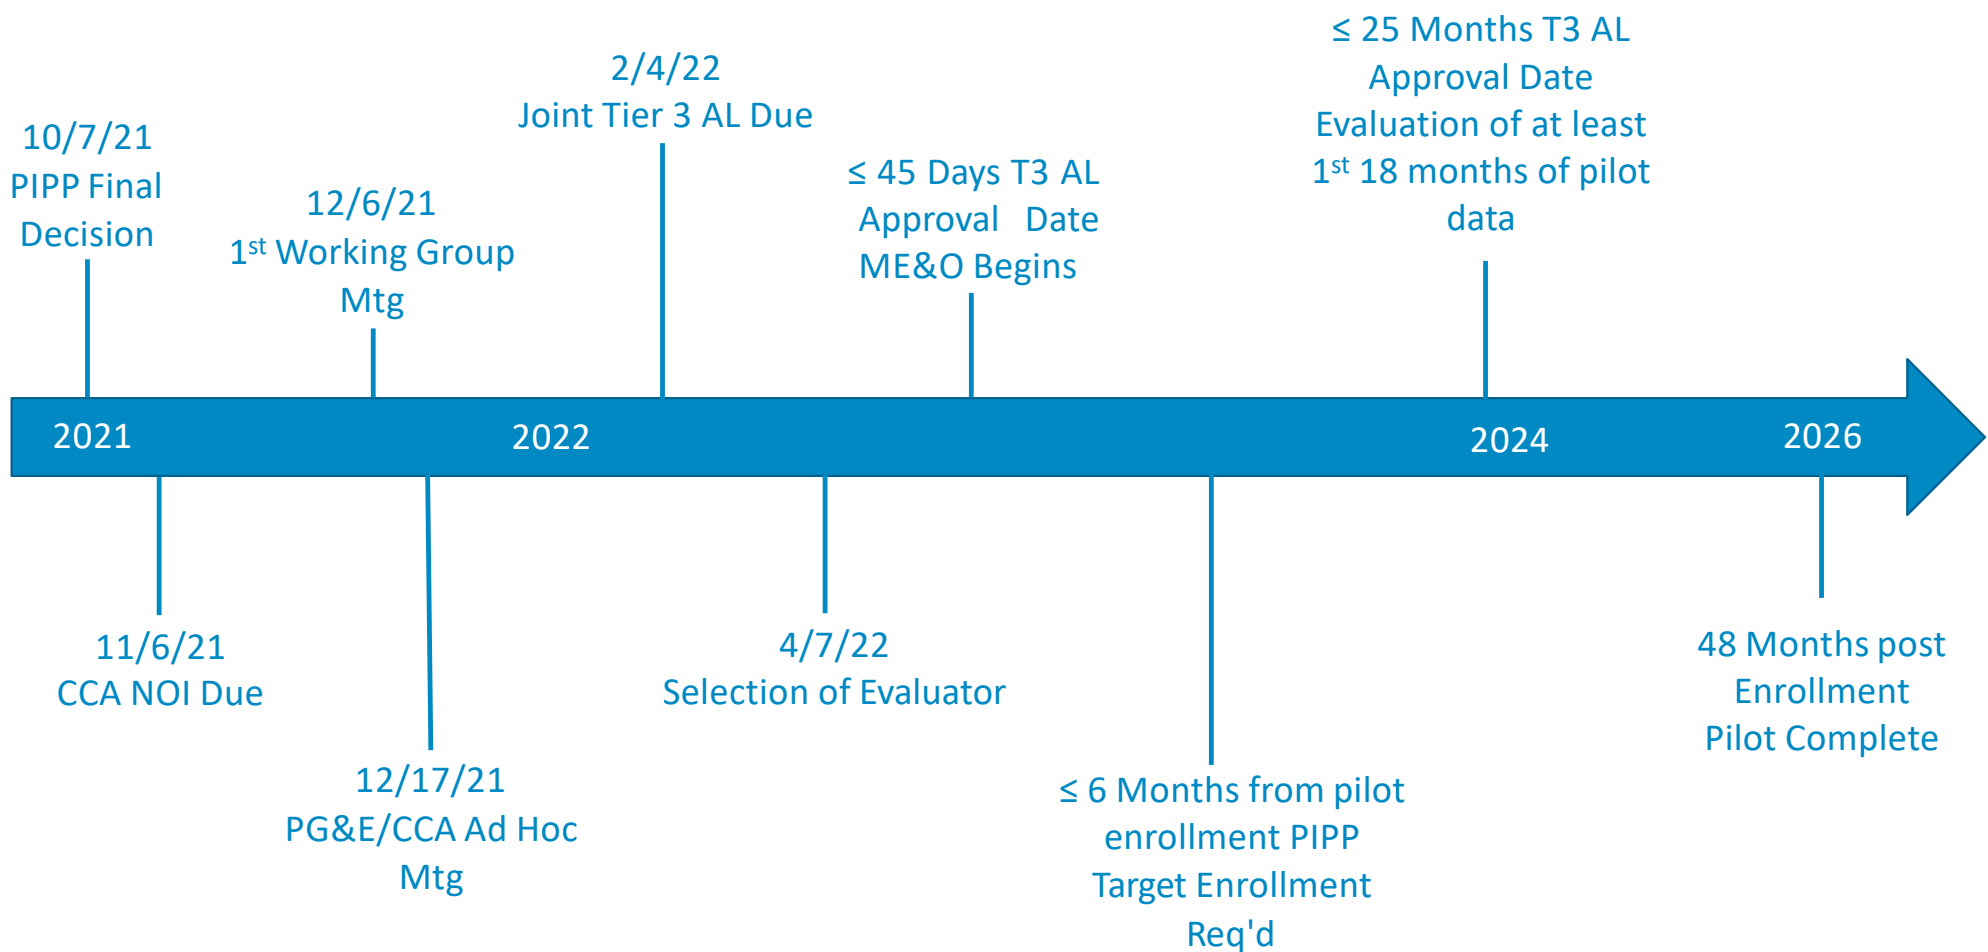 10/7/21
PIPP Final
Decision
12/6/21
1st Working Group
Mtg
2/4/22
Joint Tier 3 AL Due
≤ 45 Days T3 AL
Approval Date
ME&O Begins
≤ 25 Months T3 AL
Approval Date
Evaluation of at least
1st 18 months of pilot
data
2021
2022
2024
2026
11/6/21
CCA NOI Due
12/17/21
PG&E/CCA Ad Hoc
Mtg
4/7/22
Selection of Evaluator
≤ 6 Months from pilot
enrollment PIPP
Target Enrollment
Req'd
48 Months post
Enrollment
Pilot Complete